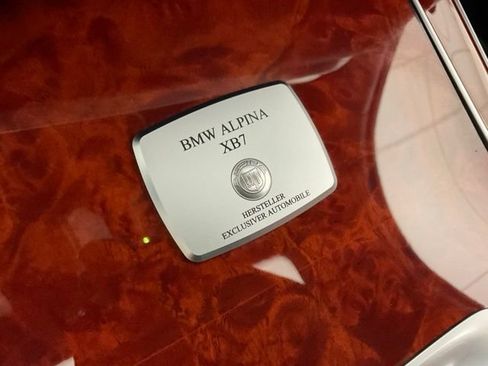 BMW ALPINA
XB7
HERSTELLER
EXCLUSIVER AUTOMOBILE